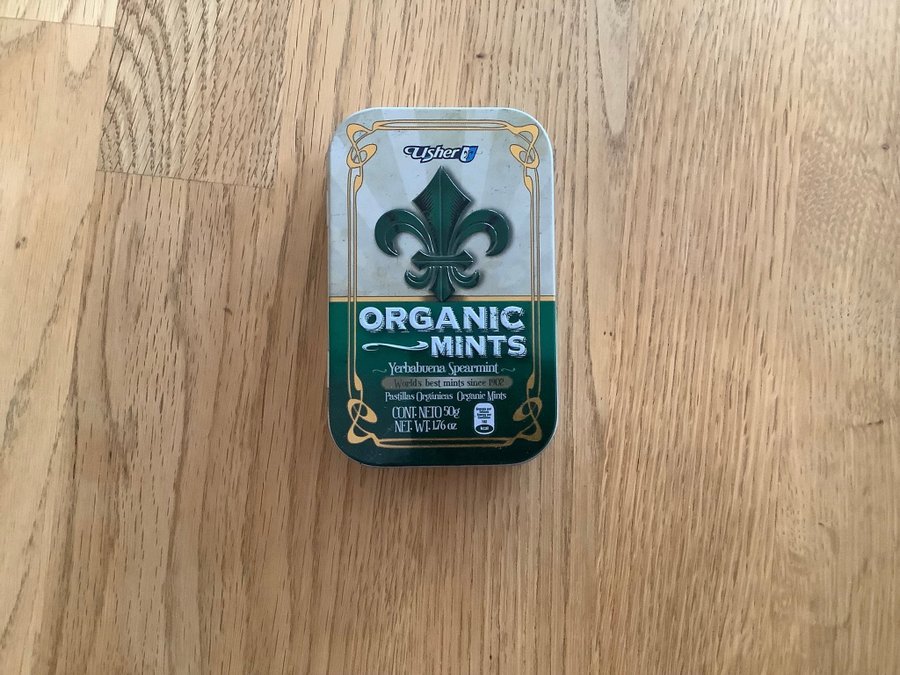 Usher
ORGANIC
MINTS
Yerbabuena Spearmint
World's best mints since 1902
Pastillas Orgánicas Organic Mints
CONT. NETO 50g
NET. WT. 1.76 oz